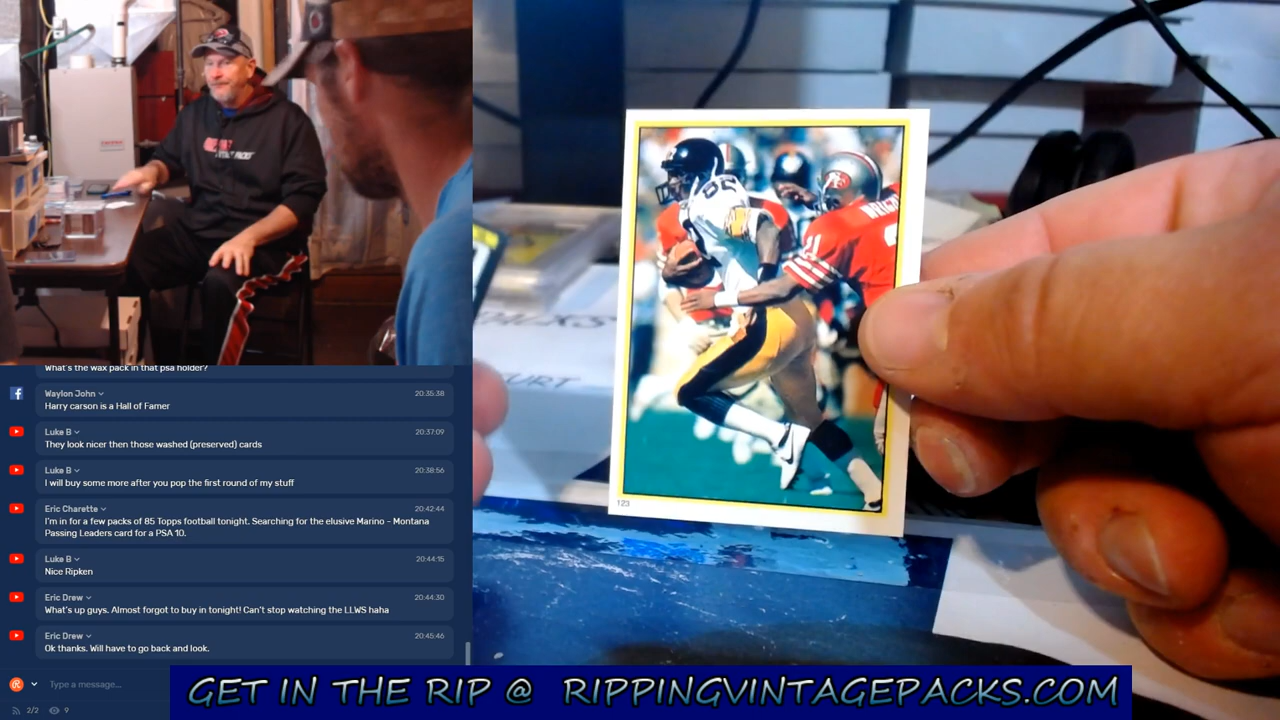 What's the wax pack in that psa holder?
Waylon John 20:35:38
Harry carson is a Hall of Famer
Luke B 20:37:09
They look nicer then those washed (preserved) cards
Luke B 20:38:56
I will buy some more after you pop the first round of my stuff
Eric Charette 20:42:44
I'm in for a few packs of 85 Topps football tonight. Searching for the elusive Marino - Montana
Passing Leaders card for a PSA 10.
Luke B 20:44:15
Nice Ripken
Eric Drew 20:44:30
What's up guys. Almost forgot to buy in tonight! Can't stop watching the LLWS haha
Eric Drew 20:45:46
Ok thanks. Will have to go back and look.
Type a message...
2/2 9
82
WRIGHT
21
123
GET IN THE RIP @ RIPPINGVINTAGEPACKS.COM